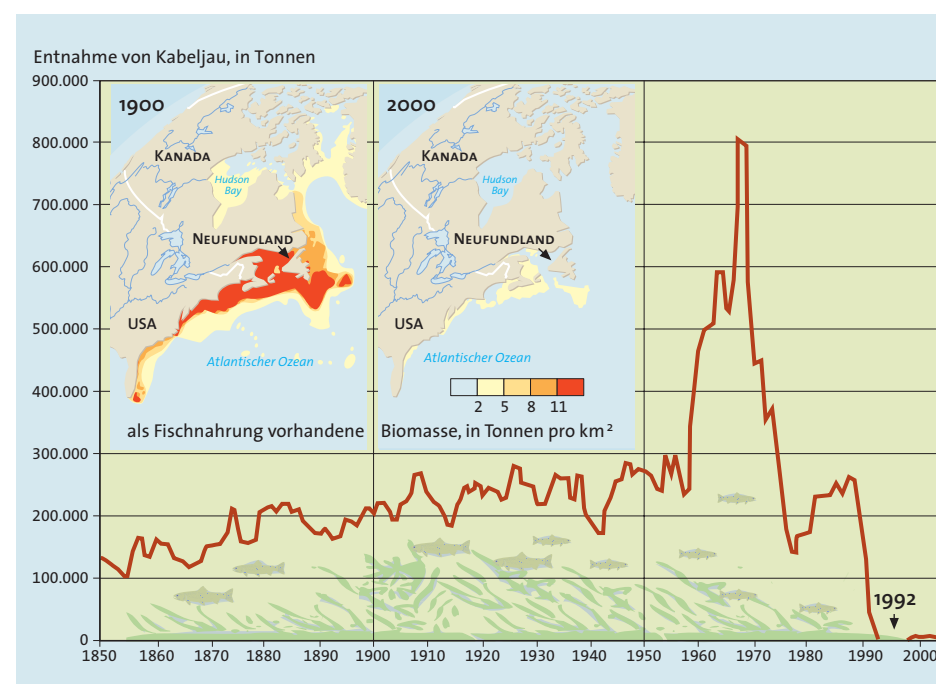 Entnahme von Kabeljau, in Tonnen
900.000
800.000
700.000
600.000
500.000
400.000
300.000
200.000
100.000
0
1900
KANADA
Hudson
Bay
NEUFUNDLAND
USA
Atlantischer Ozean
2000
KANADA
Hudson
Bay
NEUFUNDLAND
USA
Atlantischer Ozean
2 5 8 11
als Fischnahrung vorhandene Biomasse, in Tonnen pro km²
1992
1850 1860 1870 1880 1890 1900 1910 1920 1930 1940 1950 1960 1970 1980 1990 2000